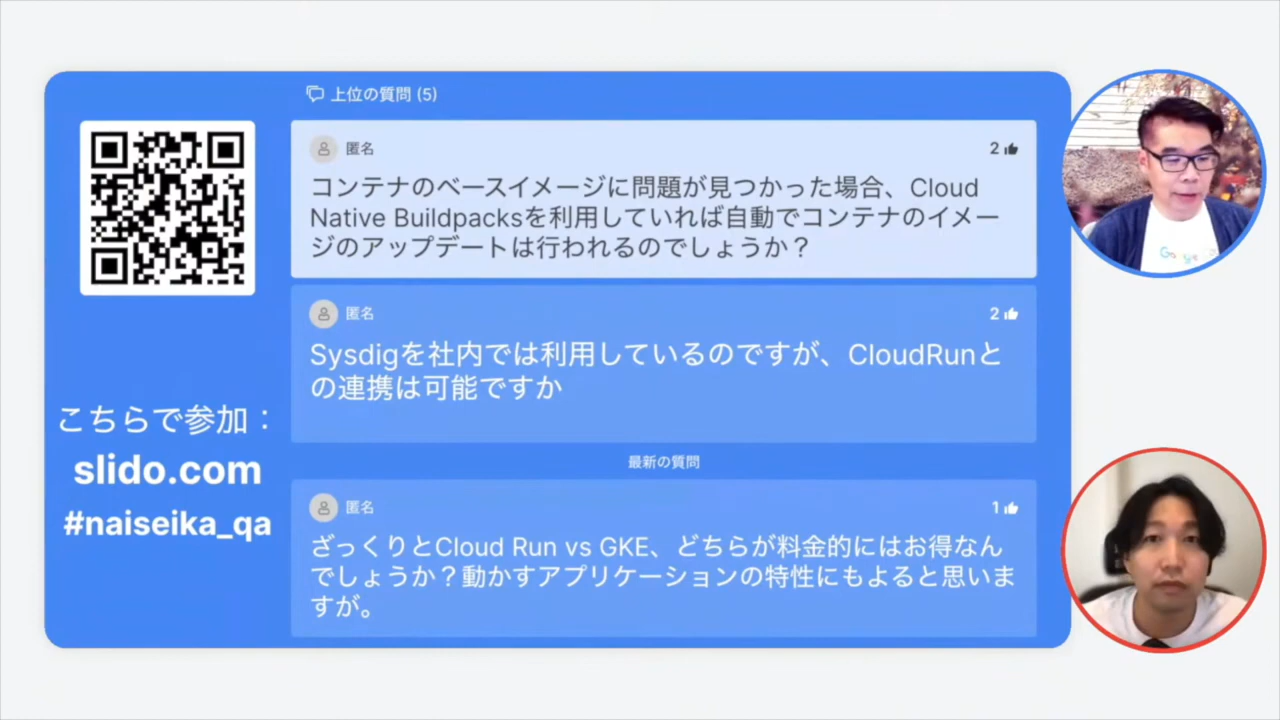 上位の質問 (5)
匿名
2
コンテナのベースイメージに問題が見つかった場合、Cloud
Native Buildpacksを利用していれば自動でコンテナのイメー
ジのアップデートは行われるのでしょうか？
匿名
2
Sysdigを社内では利用しているのですが、CloudRunと
の連携は可能ですか
最新の質問
匿名
1
ざっくりとCloud Run vs GKE、どちらが料金的にはお得なん
でしょうか？動かすアプリケーションの特性にもよると思いま
すが。
こちらで参加：
slido.com
#naiseika_qa
Google